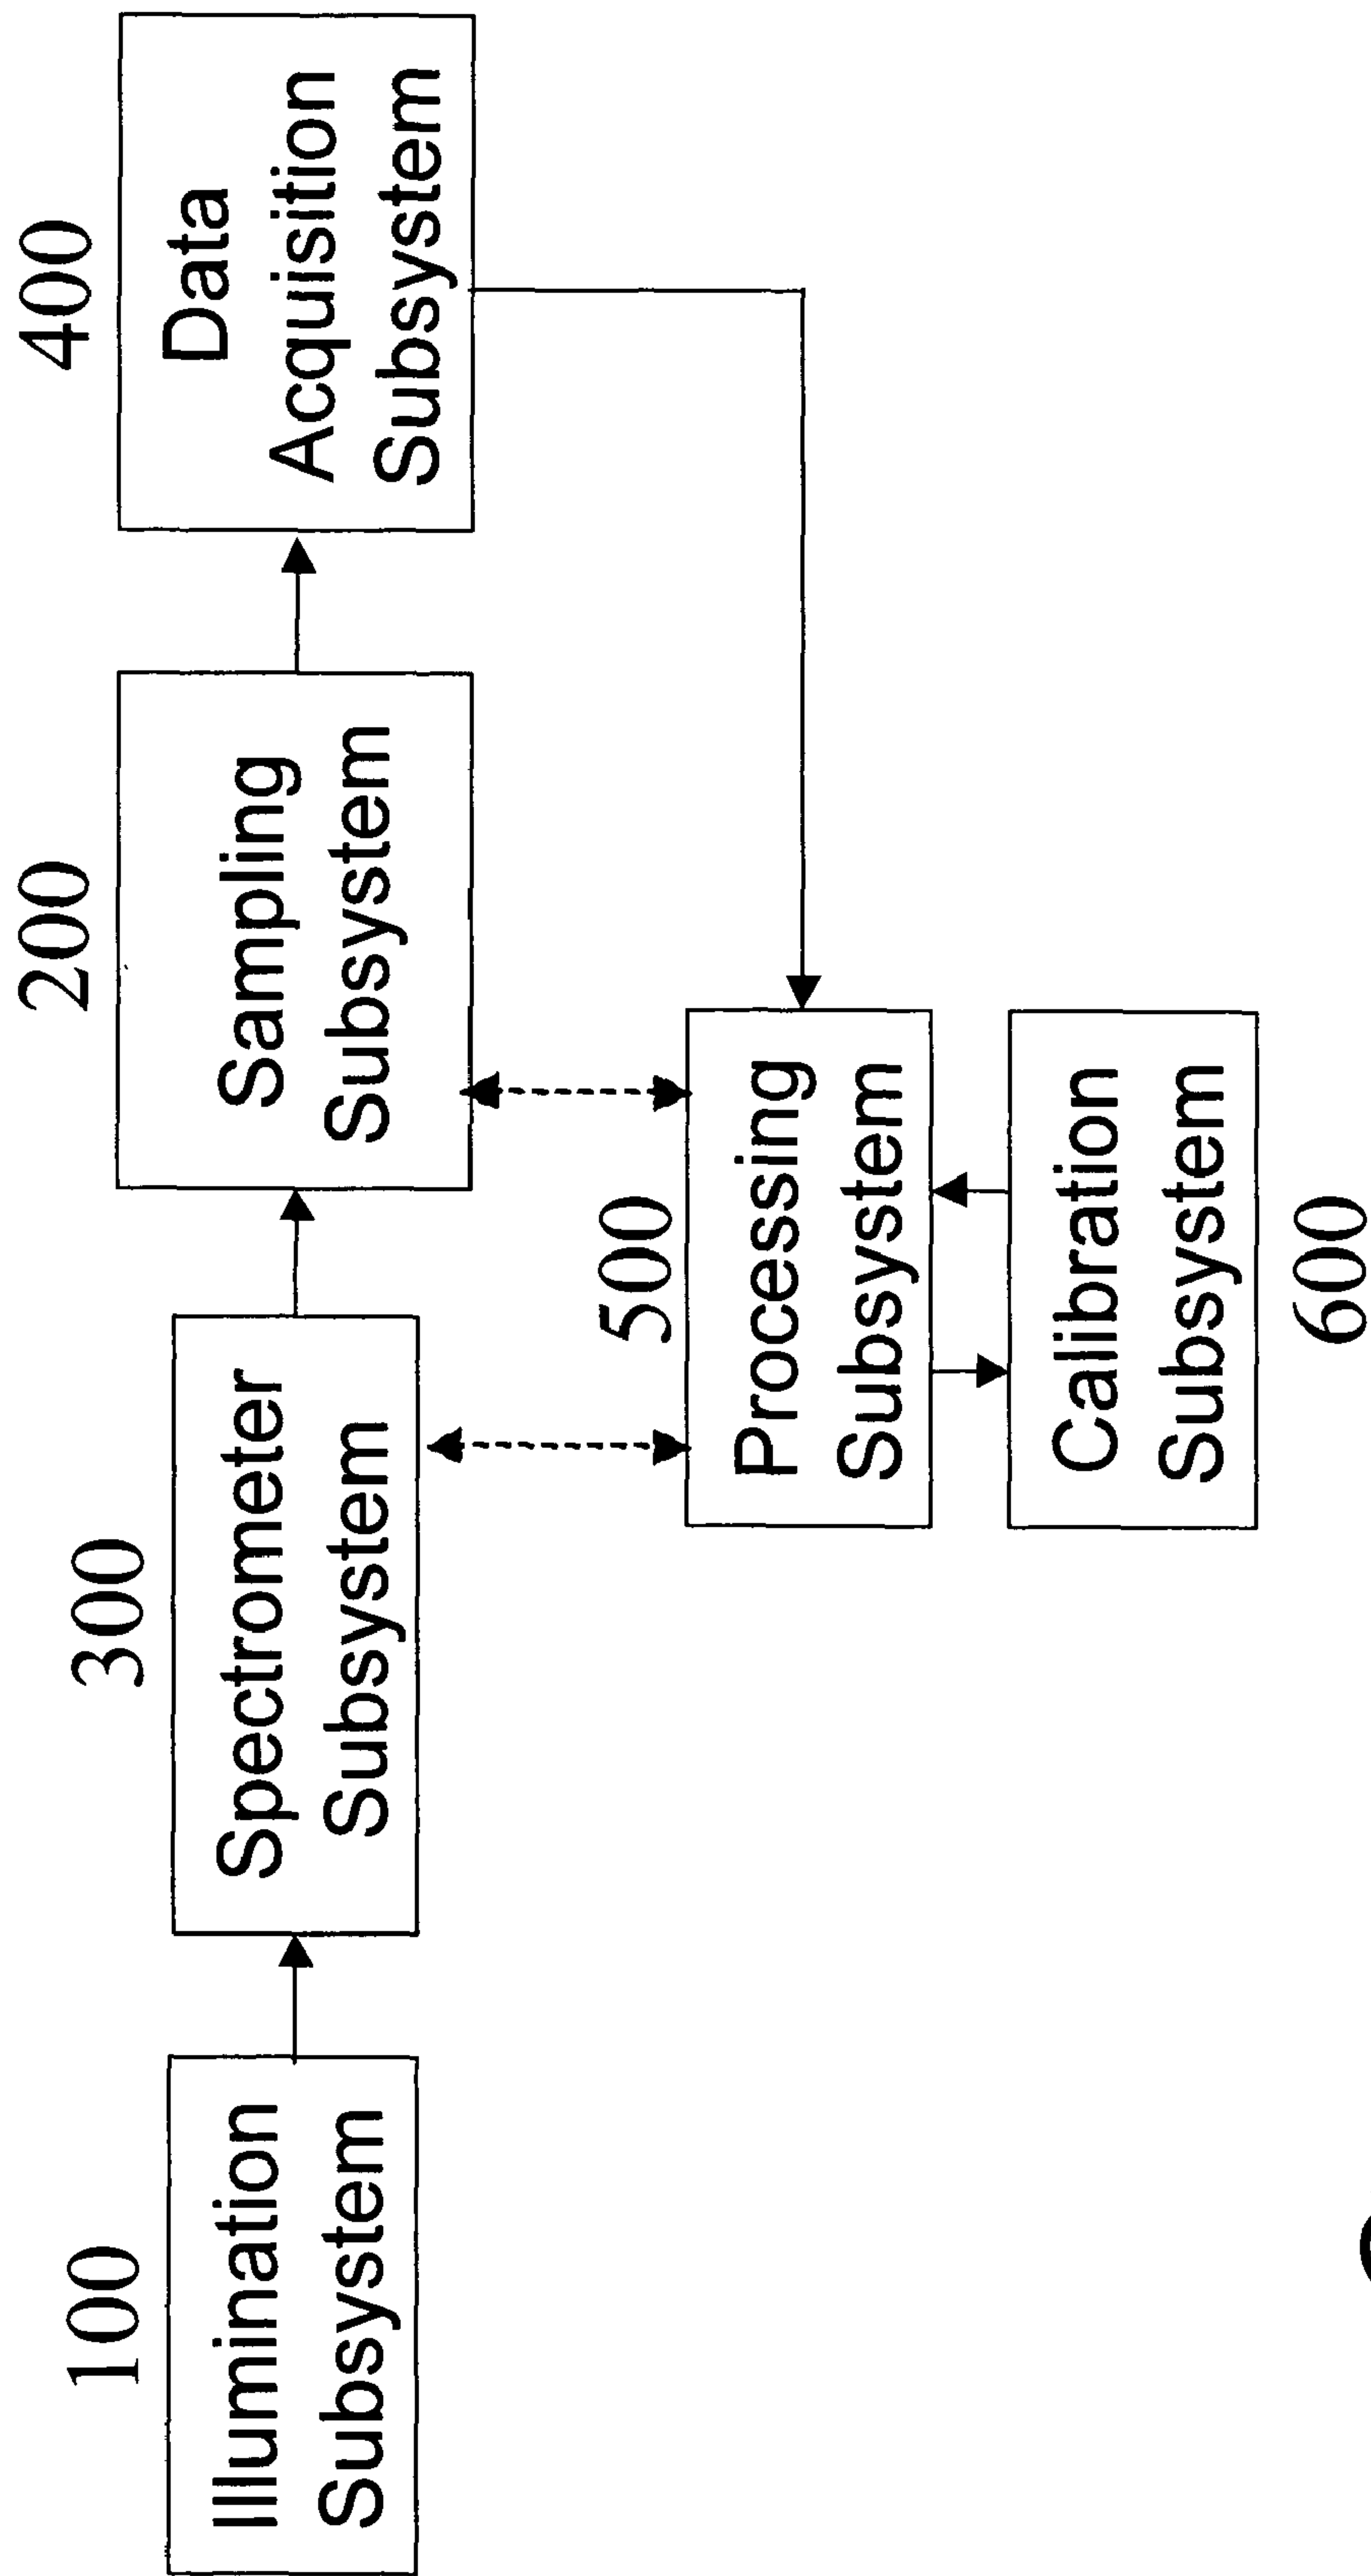 100
Illumination
Subsystem
300
Spectrometer
Subsystem
200
Sampling
Subsystem
400
Data
Acquisition
Subsystem
500
Processing
Subsystem
Calibration
Subsystem
600